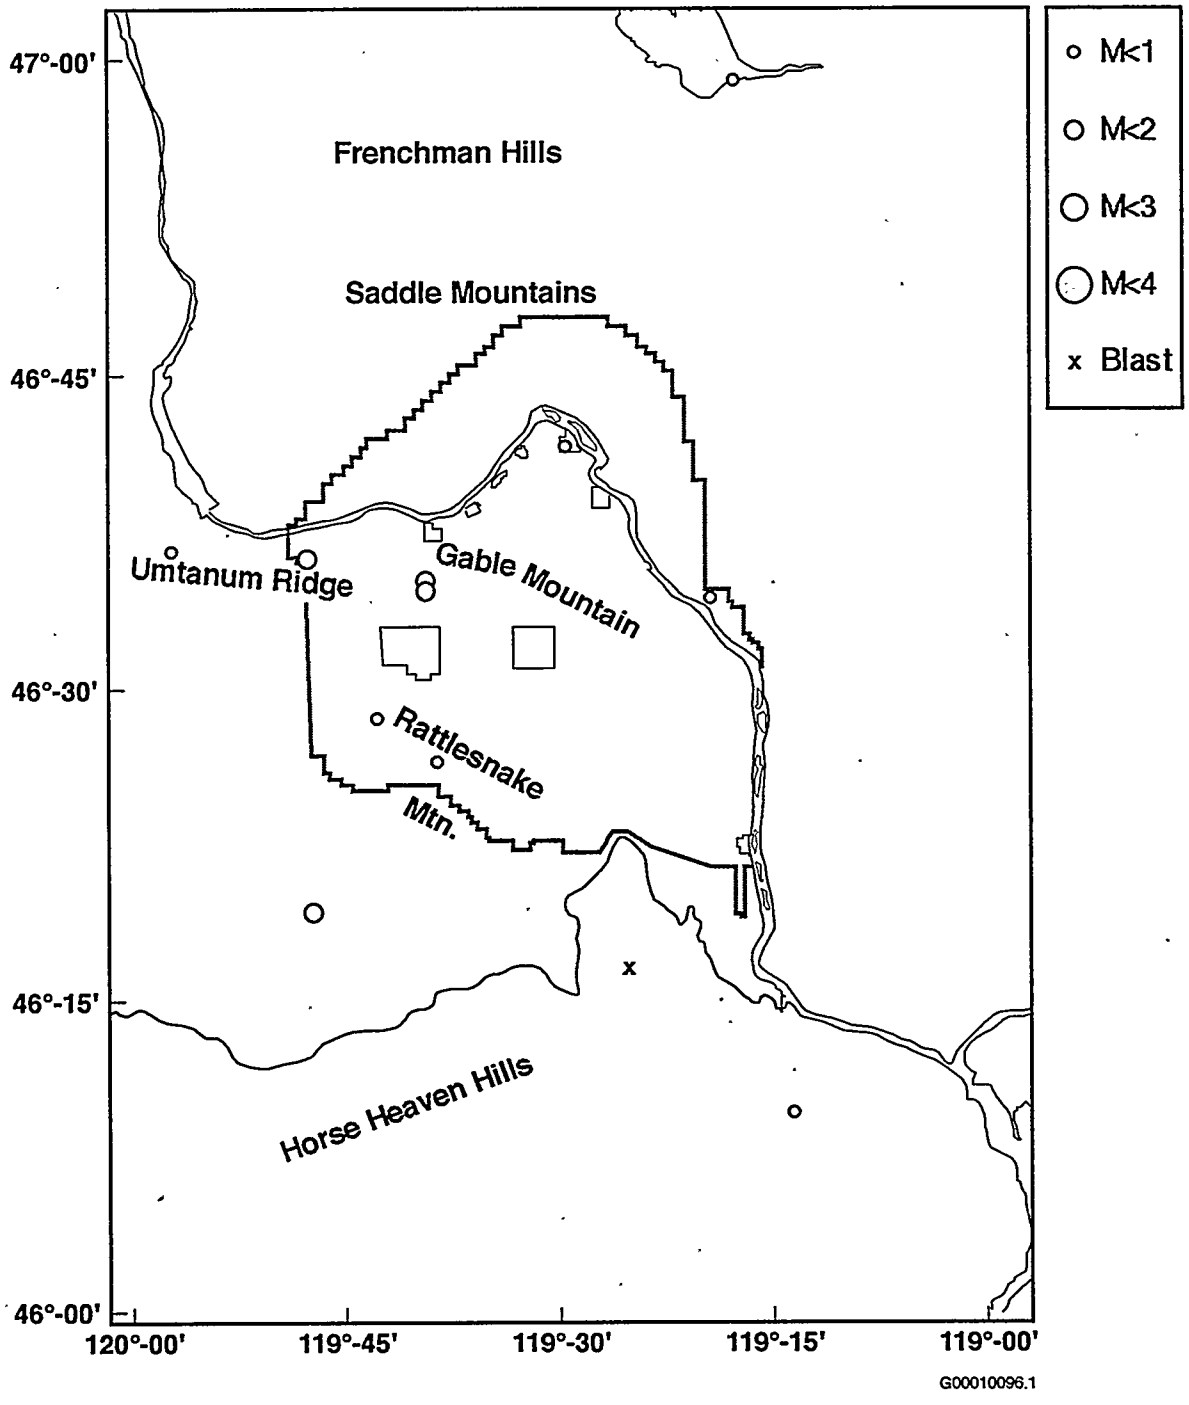 47°-00'
M<1
M<2
Frenchman Hills
M<3
Saddle Mountains
M<4
Blast
46°-45'
Gable Mountain
Umtanum Ridge
46°-30'
Rattlesnake
Mtn.
x
46°-15'
Horse Heaven Hills
46°-00'
120°-00' 119°-45' 119°-30' 119°-15' 119°-00'
G00010096.1